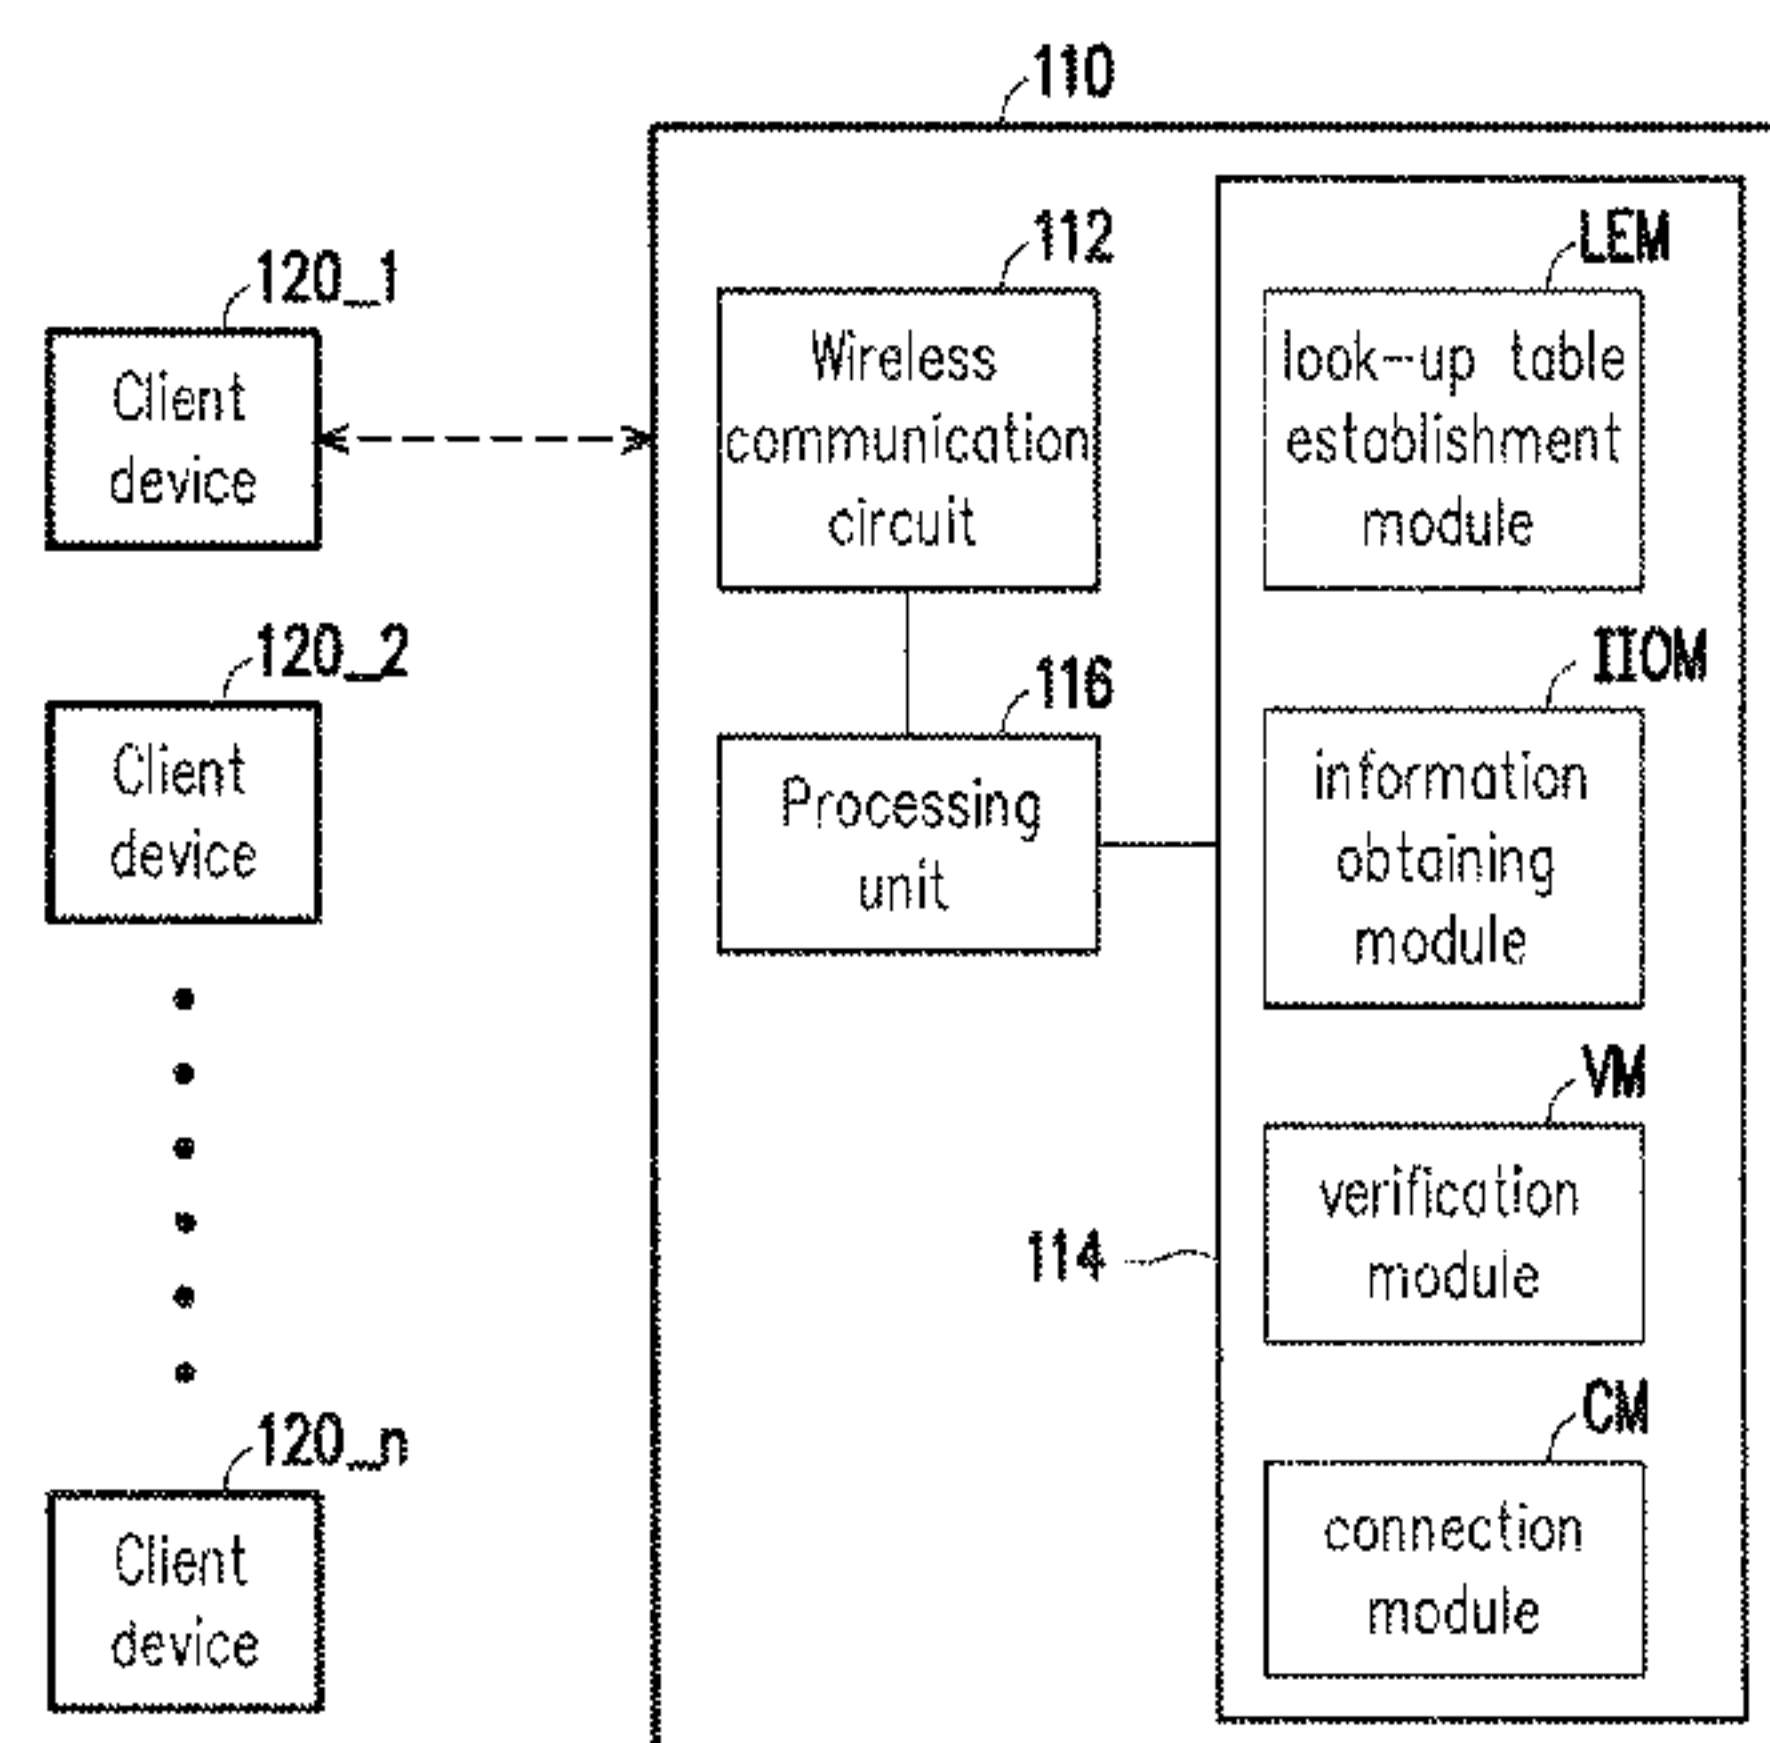 110
120_1
Client
device
120_2
Client
device
120_n
Client
device
112
Wireless
communication
circuit
116
Processing
unit
114
LEM
look-up table
establishment
module
IIOM
information
obtaining
module
VM
verification
module
CM
connection
module